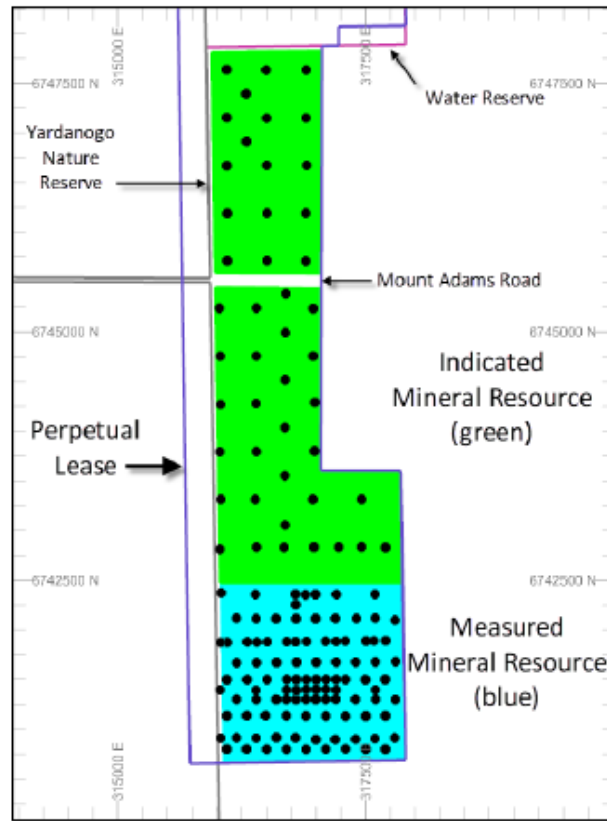 315000 E
317500 E
6747500 N
6747500 N
Water Reserve
Yardanogo
Nature
Reserve
Mount Adams Road
6745000 N
6745000 N
Indicated
Mineral Resource
(green)
Perpetual
Lease
6742500 N
6742500 N
Measured
Mineral Resource
(blue)
315000 E
317500 E